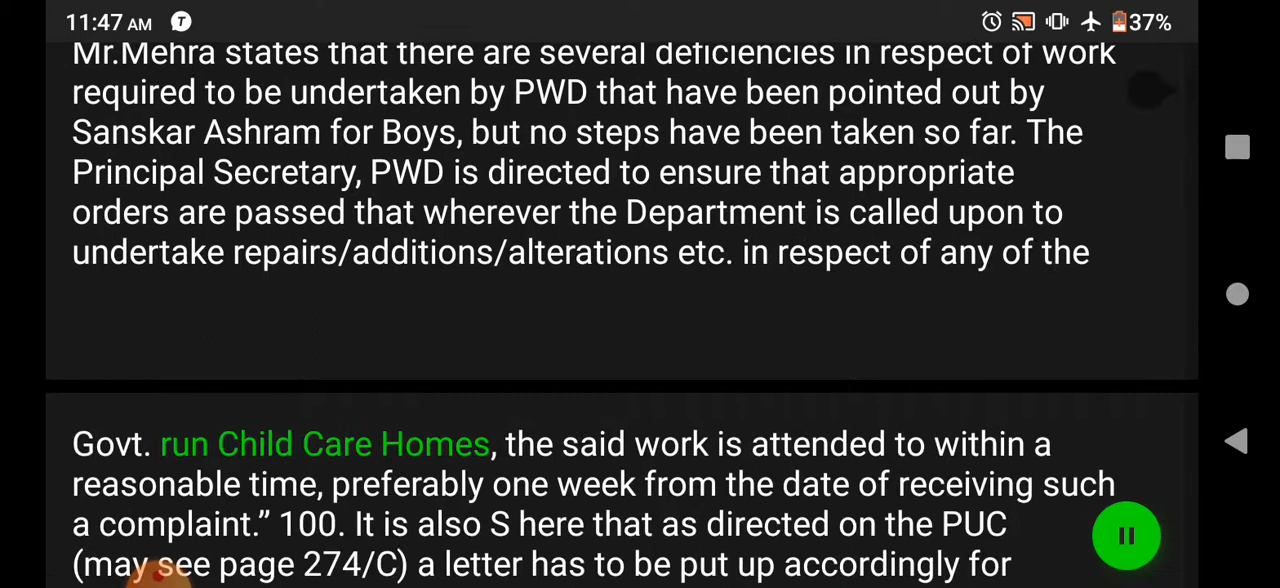 11:47 AM T 37%
Mr.Mehra states that there are several deficiencies in respect of work
required to be undertaken by PWD that have been pointed out by
Sanskar Ashram for Boys, but no steps have been taken so far. The
Principal Secretary, PWD is directed to ensure that appropriate
orders are passed that wherever the Department is called upon to
undertake repairs/additions/alterations etc. in respect of any of the
Govt. run Child Care Homes, the said work is attended to within a
reasonable time, preferably one week from the date of receiving such
a complaint.” 100. It is also S here that as directed on the PUC
(may see page 274/C) a letter has to be put up accordingly for